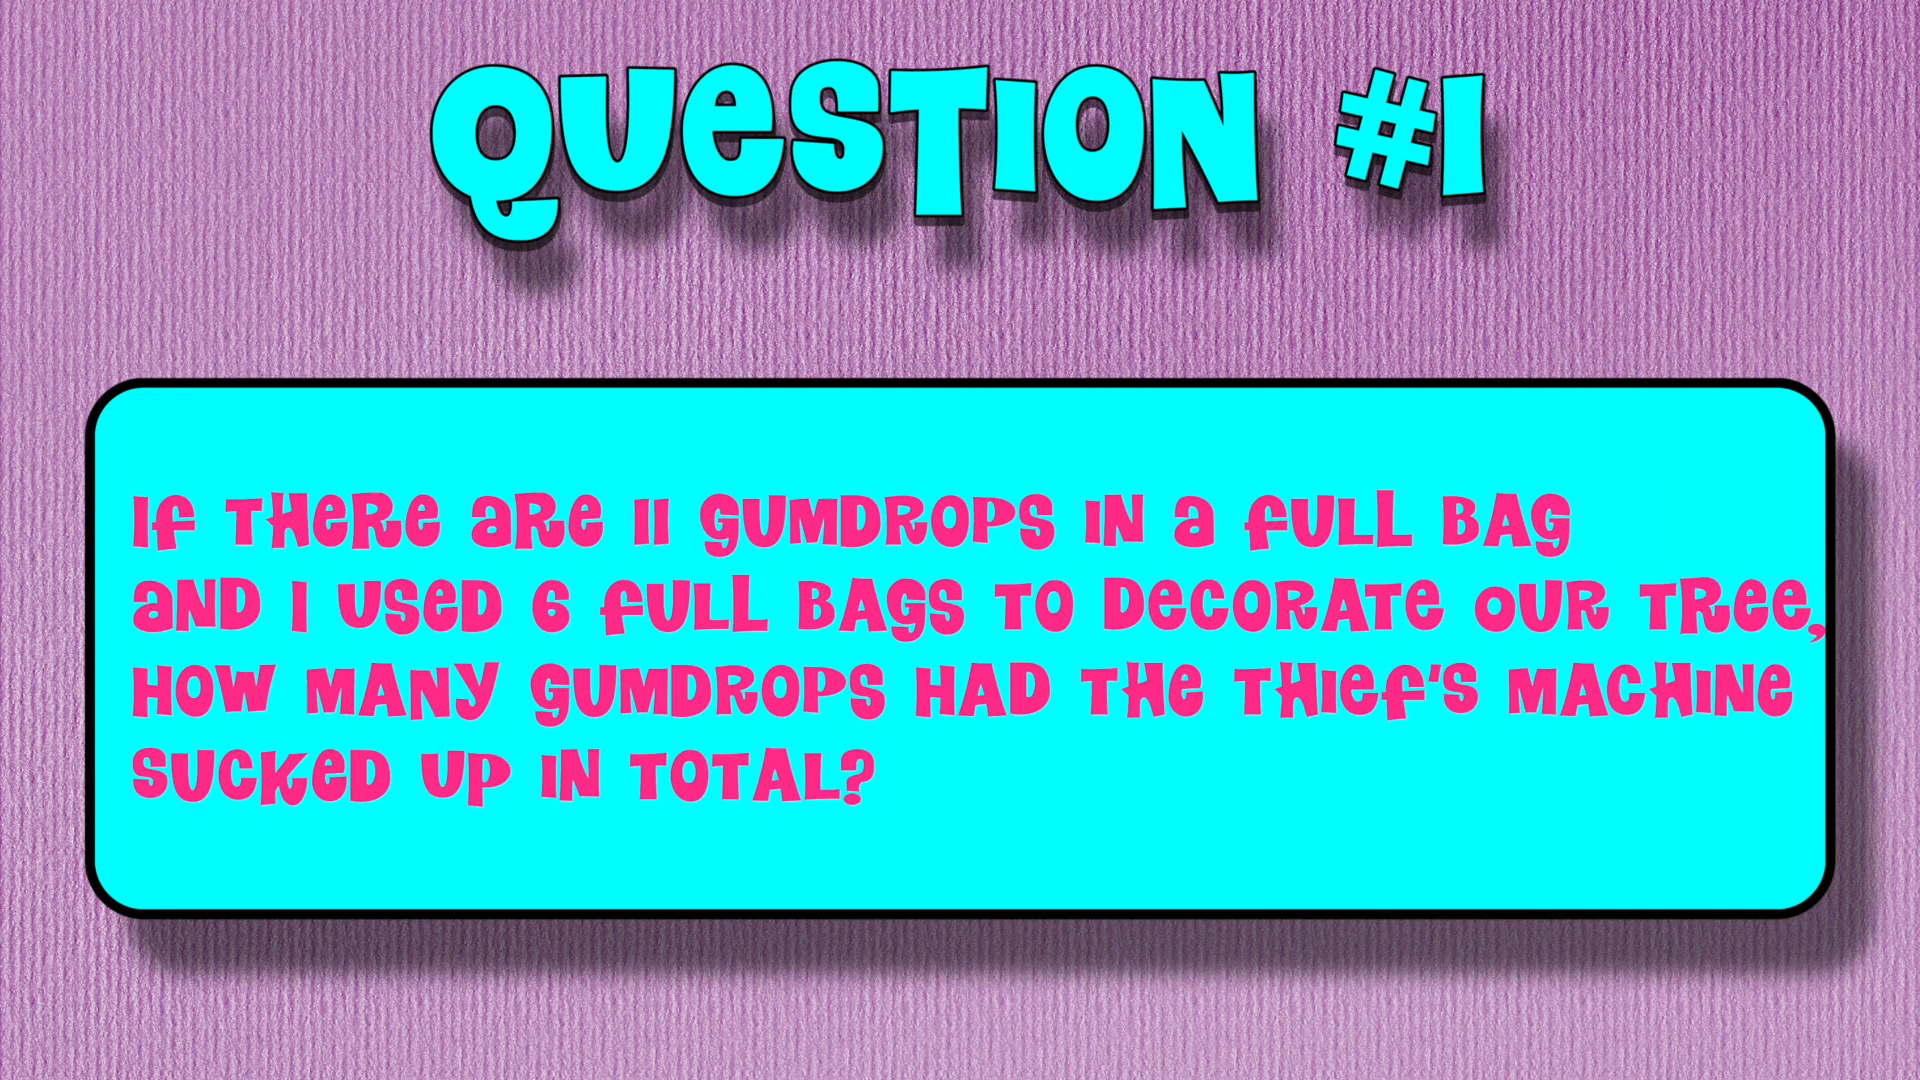 QUESTION #1
If there are 11 gumdrops in a full bag
and I used 6 full bags to decorate our tree,
how many gumdrops had the thief's machine
sucked up in total?